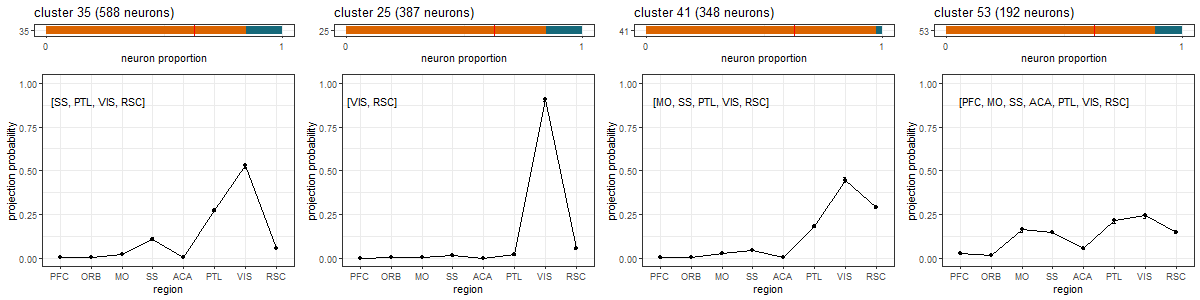 cluster 35 (588 neurons)
35
0 1
neuron proportion
[SS, PTL, VIS, RSC]
1.00
0.75
0.50
0.25
0.00
projection probability
PFC ORB MO SS ACA PTL VIS RSC
region
cluster 25 (387 neurons)
25
0 1
neuron proportion
[VIS, RSC]
1.00
0.75
0.50
0.25
0.00
projection probability
PFC ORB MO SS ACA PTL VIS RSC
region
cluster 41 (348 neurons)
41
0 1
neuron proportion
[MO, SS, PTL, VIS, RSC]
1.00
0.75
0.50
0.25
0.00
projection probability
PFC ORB MO SS ACA PTL VIS RSC
region
cluster 53 (192 neurons)
53
0 1
neuron proportion
[PFC, MO, SS, ACA, PTL, VIS, RSC]
1.00
0.75
0.50
0.25
0.00
projection probability
PFC ORB MO SS ACA PTL VIS RSC
region